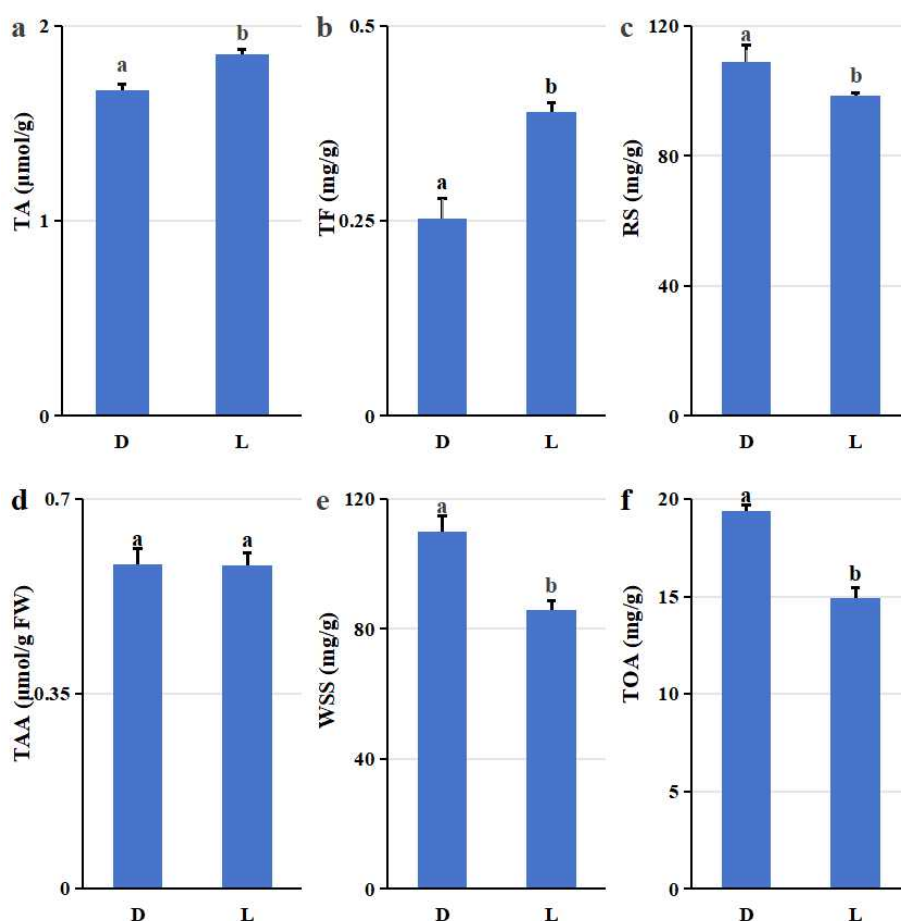 a
TA (μmol/g)
2
1
0
a
b
D
L
b
TF (mg/g)
0.5
0.25
0
a
b
D
L
c
RS (mg/g)
120
80
40
0
a
b
D
L
d
TAA (μmol/g FW)
0.7
0.35
0
a
a
D
L
e
WSS (mg/g)
120
80
40
0
a
b
D
L
f
TOA (mg/g)
20
15
10
5
0
a
b
D
L